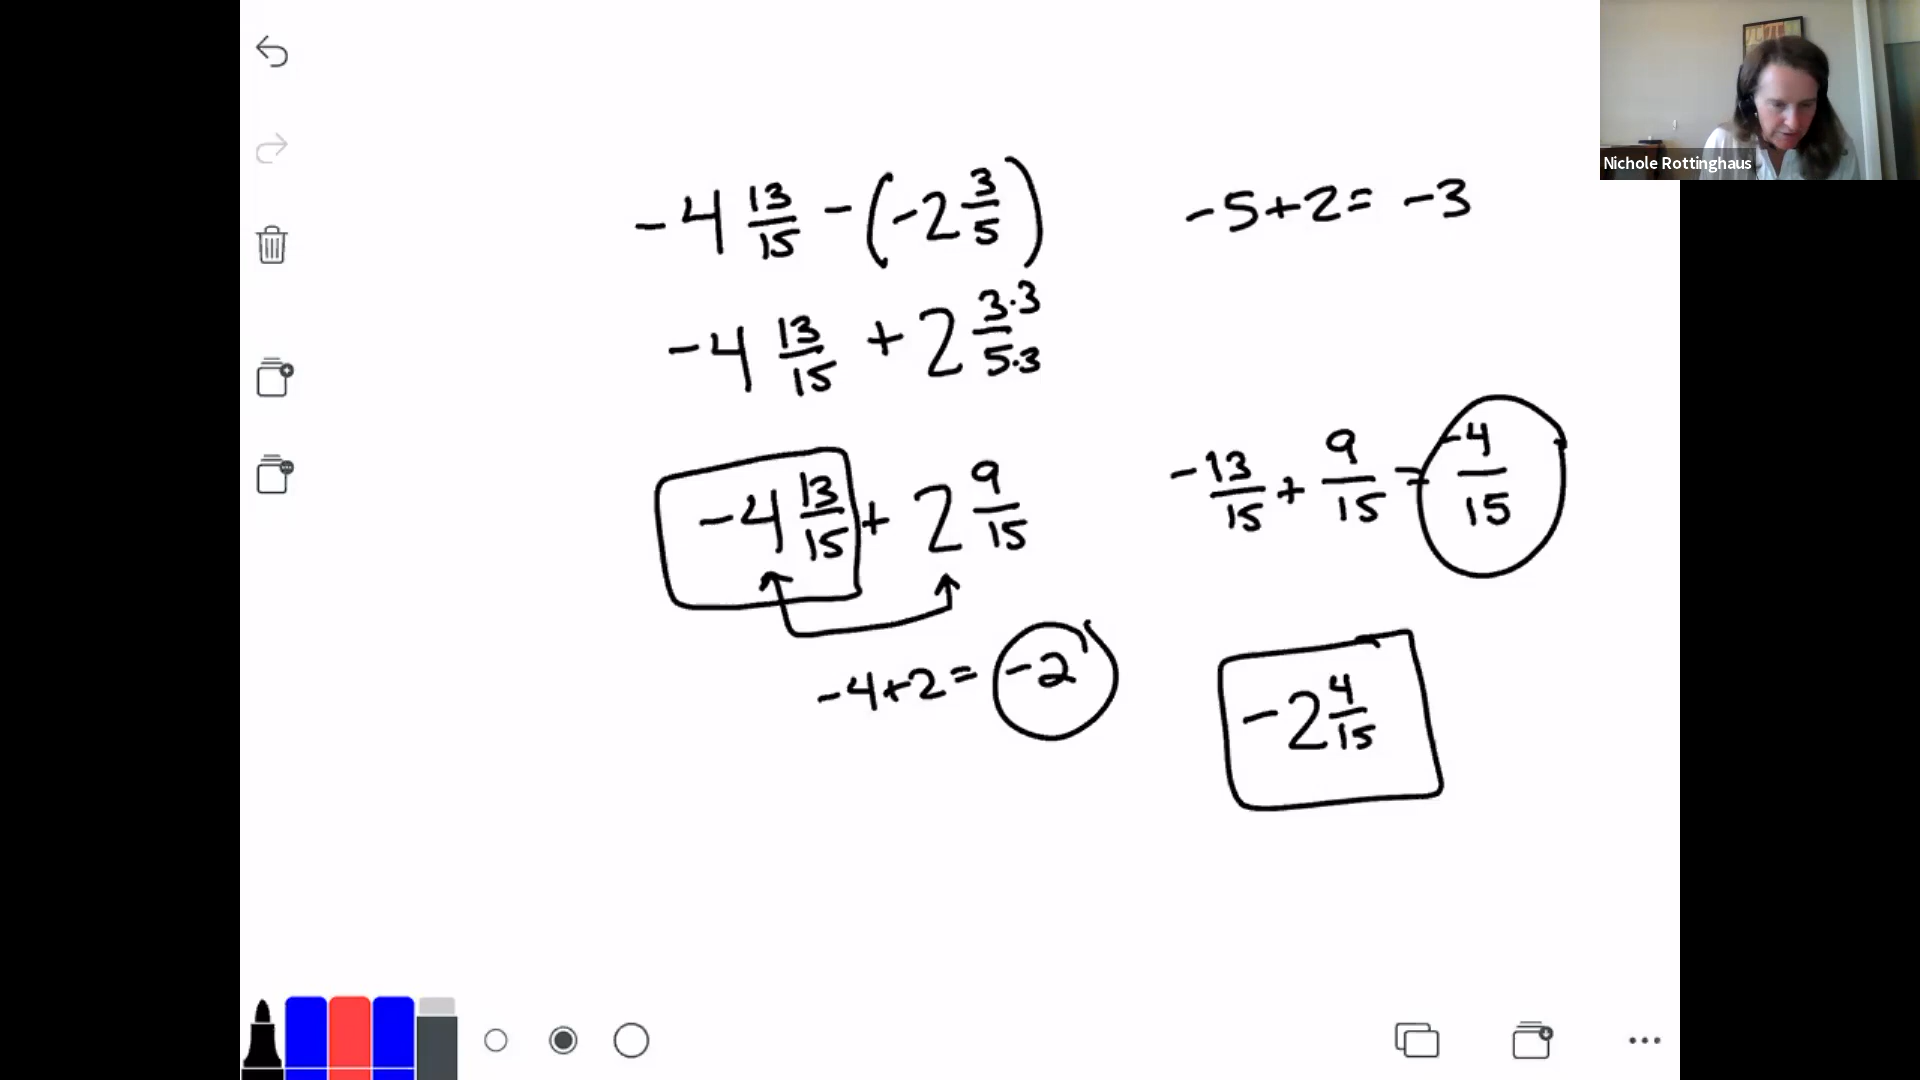 -4 13/15 - (-2 3/5)
-5+2= -3
Nichole Rottinghaus
-4 13/15 + 2 3·3/5·3
-4 13/15 + 2 9/15
-13/15 + 9/15 = -4/15
-4+2= -2
-2 4/15